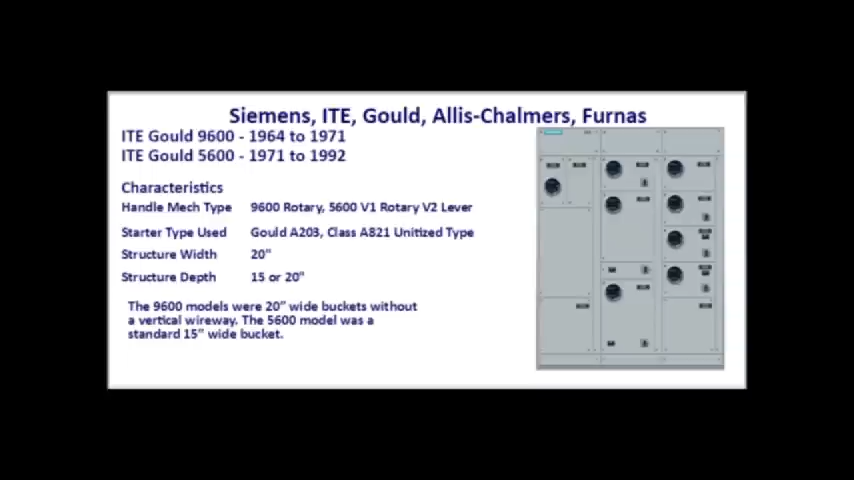 Siemens, ITE, Gould, Allis-Chalmers, Furnas
ITE Gould 9600 - 1964 to 1971
ITE Gould 5600 - 1971 to 1992
Characteristics
Handle Mech Type 9600 Rotary, 5600 V1 Rotary V2 Lever
Starter Type Used Gould A203, Class A821 Unitized Type
Structure Width 20"
Structure Depth 15 or 20"
The 9600 models were 20” wide buckets without
a vertical wireway. The 5600 model was a
standard 15” wide bucket.